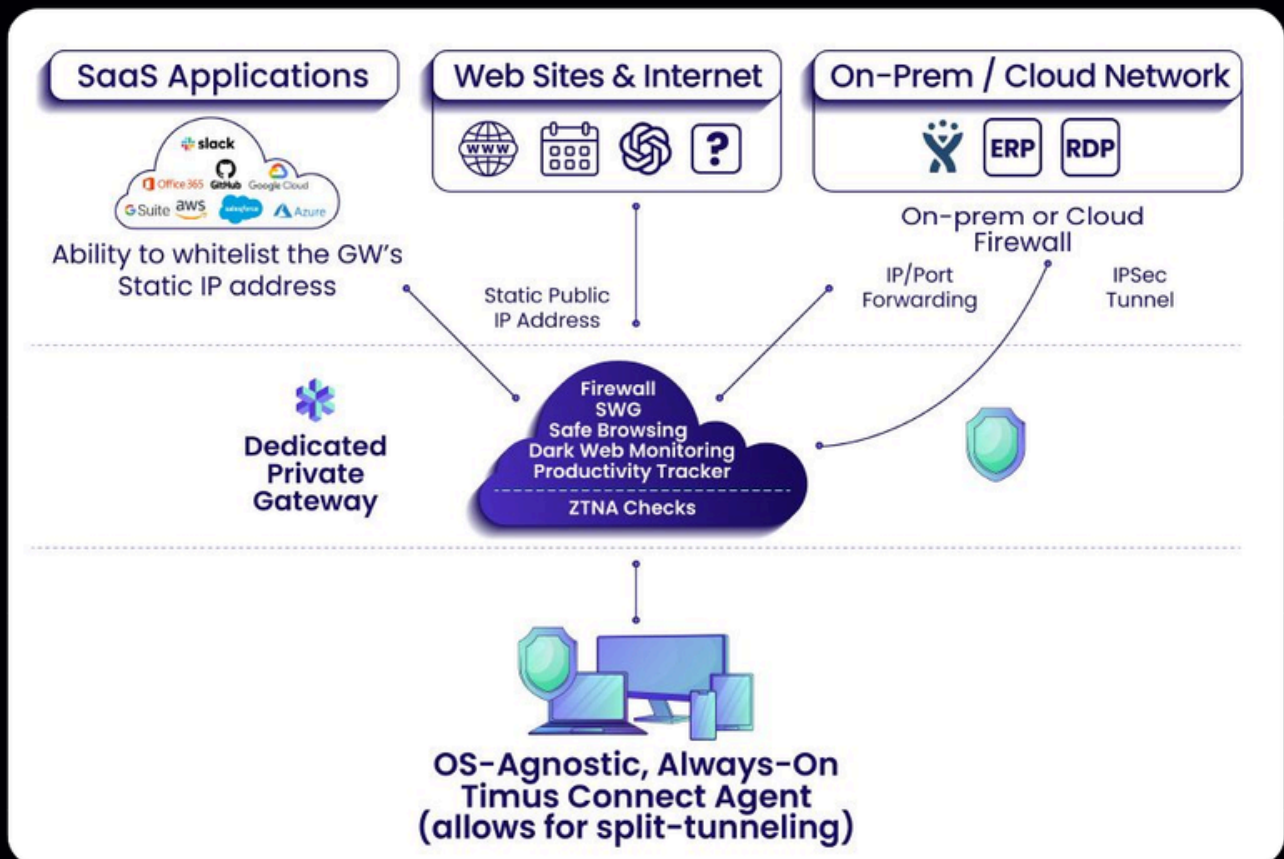 SaaS Applications
slack
Office 365 GitHub Google Cloud
G Suite aws salesforce Azure
Ability to whitelist the GW's
Static IP address
Web Sites & Internet
WWW
?
Static Public
IP Address
On-Prem / Cloud Network
ERP
RDP
On-prem or Cloud
Firewall
IP/Port
Forwarding
IPSec
Tunnel
Dedicated
Private
Gateway
Firewall
SWG
Safe Browsing
Dark Web Monitoring
Productivity Tracker
ZTNA Checks
OS-Agnostic, Always-On
Timus Connect Agent
(allows for split-tunneling)